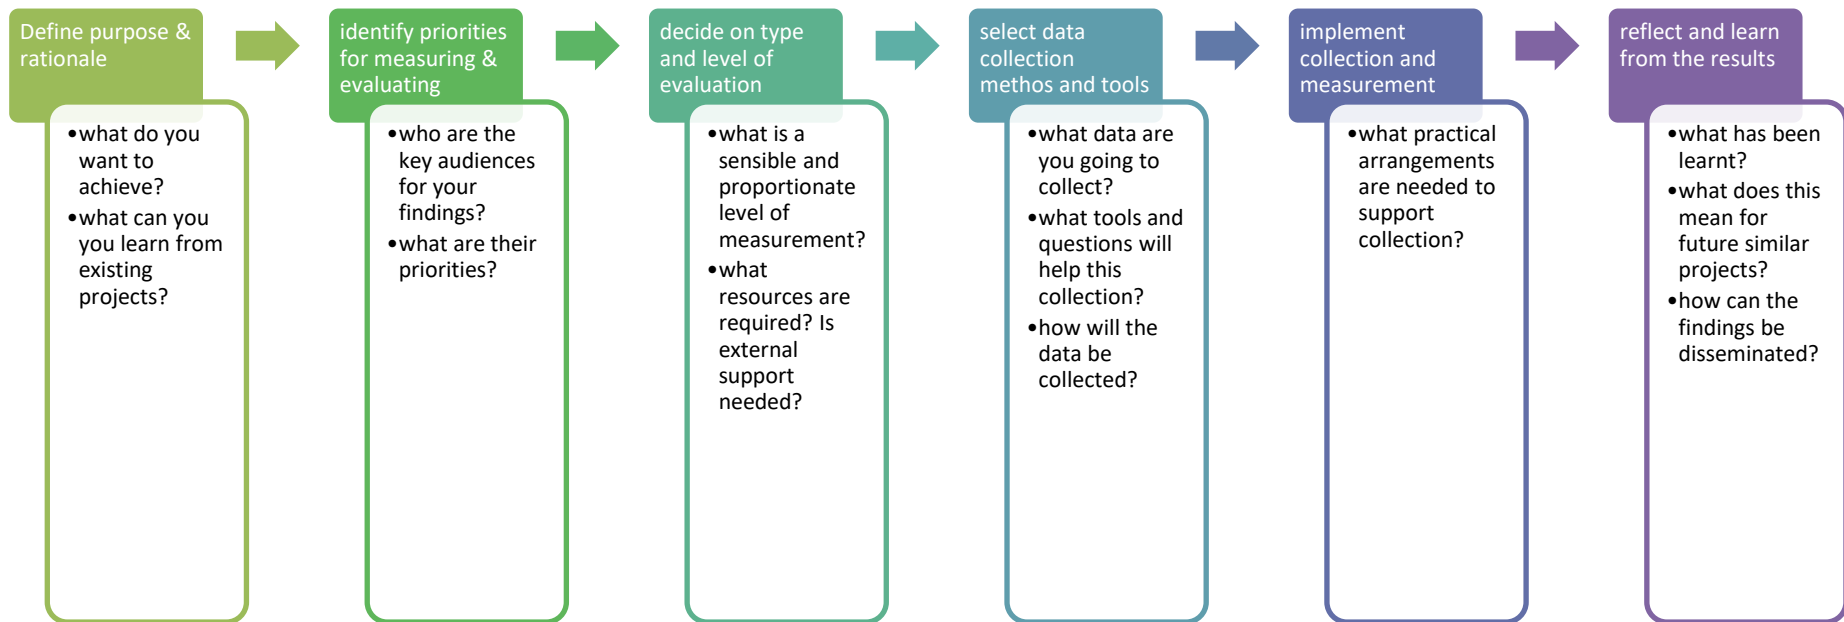 Define purpose &
rationale
•what do you
want to
achieve?
•what can you
you learn from
existing
projects?
identify priorities
for measuring &
evaluating
•who are the
key audiences
for your
findings?
•what are their
priorities?
decide on type
and level of
evaluation
•what is a
sensible and
proportionate
level of
measurement?
•what
resources are
required? Is
external
support
needed?
select data
collection
methos and tools
•what data are
you going to
collect?
•what tools and
questions will
help this
collection?
•how will the
data be
collected?
implement
collection and
measurement
•what practical
arrangements
are needed to
support
collection?
reflect and learn
from the results
•what has been
learnt?
•what does this
mean for
future similar
projects?
•how can the
findings be
disseminated?